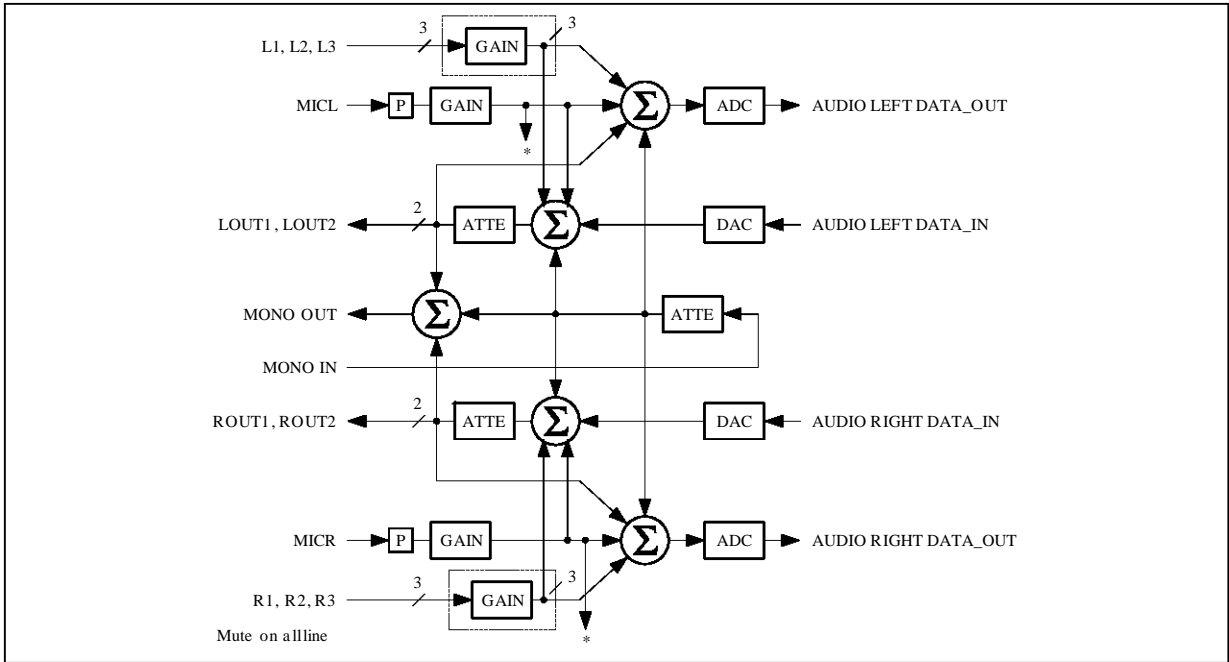 3
3
L1, L2, L3
GAIN
MICL
P
GAIN
Σ
ADC
AUDIO LEFT DATA_OUT
*
2
LOUT1, LOUT2
ATTE
Σ
DAC
AUDIO LEFT DATA_IN
MONO OUT
Σ
ATTE
MONO IN
2
ROUT1, ROUT2
ATTE
Σ
DAC
AUDIO RIGHT DATA_IN
MICR
P
GAIN
Σ
ADC
AUDIO RIGHT DATA_OUT
3
3
R1, R2, R3
GAIN
Mute on allline
*